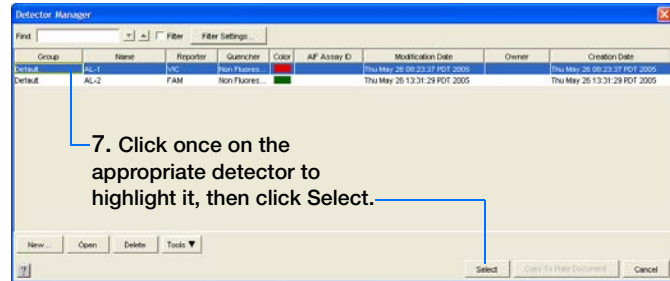 Detector Manager
Find: Filter Filter Settings...
Group Name Reporter Quencher Color AIF Assay ID Modification Date Owner Creation Date
Default AL-1 VIC Non Fluores... Thu May 26 08:23:37 PDT 2005 Thu May 26 08:23:37 PDT 2005
Default AL-2 FAM Non Fluores... Thu May 26 13:31:29 PDT 2005 Thu May 26 13:31:29 PDT 2005
7. Click once on the
appropriate detector to
highlight it, then click Select.
New... Open Delete Tools ▼
? Select Copy To Plate Document Cancel